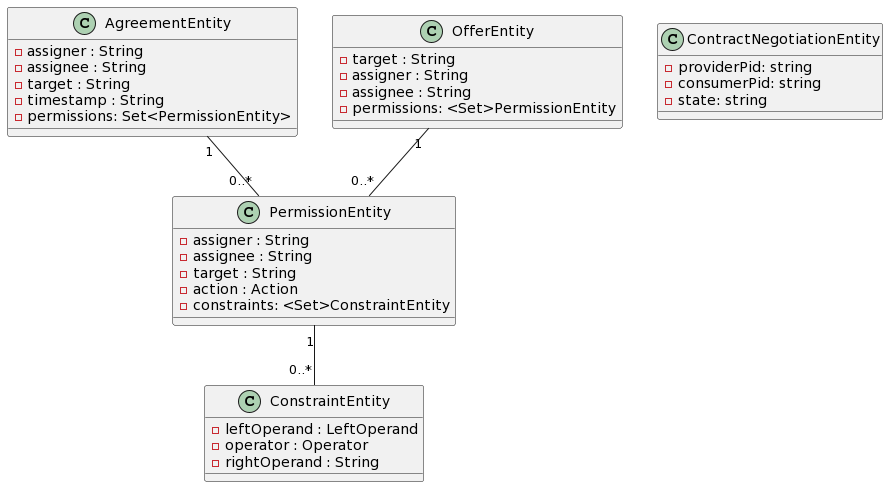 C AgreementEntity
assigner : String
assignee : String
target : String
timestamp : String
permissions: Set<PermissionEntity>
C OfferEntity
target : String
assigner : String
assignee : String
permissions: <Set>PermissionEntity
C ContractNegotiationEntity
providerPid: string
consumerPid: string
state: string
1
0..*
1
0..*
C PermissionEntity
assigner : String
assignee : String
target : String
action : Action
constraints: <Set>ConstraintEntity
1
0..*
C ConstraintEntity
leftOperand : LeftOperand
operator : Operator
rightOperand : String